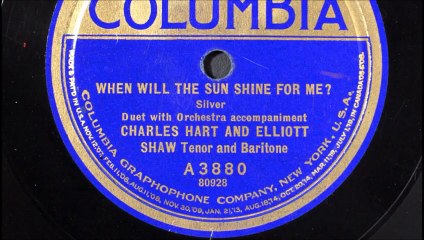 COLUMBIA
WHEN WILL THE SUN SHINE FOR ME?
Silver
Duet with Orchestra accompaniment
CHARLES HART AND ELLIOTT
SHAW Tenor and Baritone
A3880
80928
COLUMBIA GRAPHOPHONE COMPANY, NEW YORK, U.S.A.